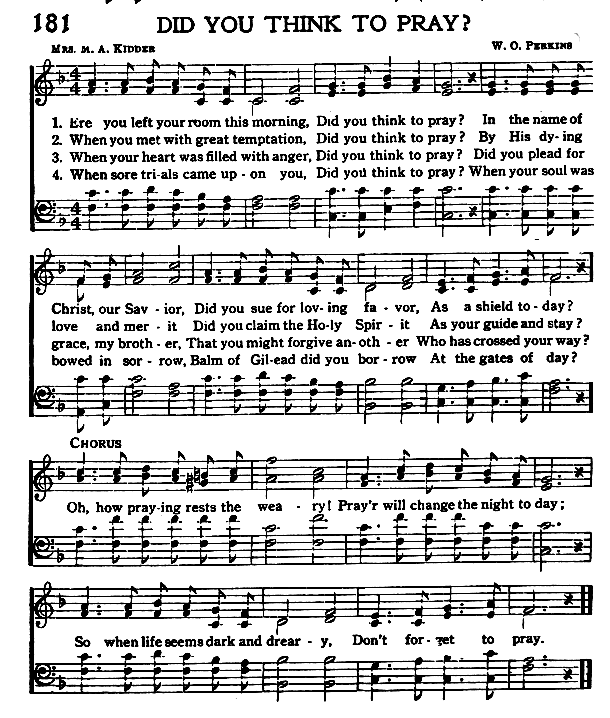 181 DID YOU THINK TO PRAY?
MRS. M. A. KIDDER W. O. PERKINS
4
4
1. Ere you left your room this morning, Did you think to pray? In the name of
2. When you met with great temptation, Did you think to pray? By His dy-ing
3. When your heart was filled with anger, Did you think to pray? Did you plead for
4. When sore tri-als came up - on you, Did you think to pray? When your soul was
4
4
Christ, our Sav - ior, Did you sue for lov - ing fa - vor, As a shield to-day?
love and mer - it Did you claim the Ho-ly Spir - it As your guide and stay?
grace, my broth - er, That you might forgive an-oth - er Who has crossed your way?
bowed in sor - row, Balm of Gil-ead did you bor - row At the gates of day?
CHORUS
Oh, how pray-ing rests the wea - ry! Pray'r will change the night to day;
So when life seems dark and drear - y, Don't for-get to pray.